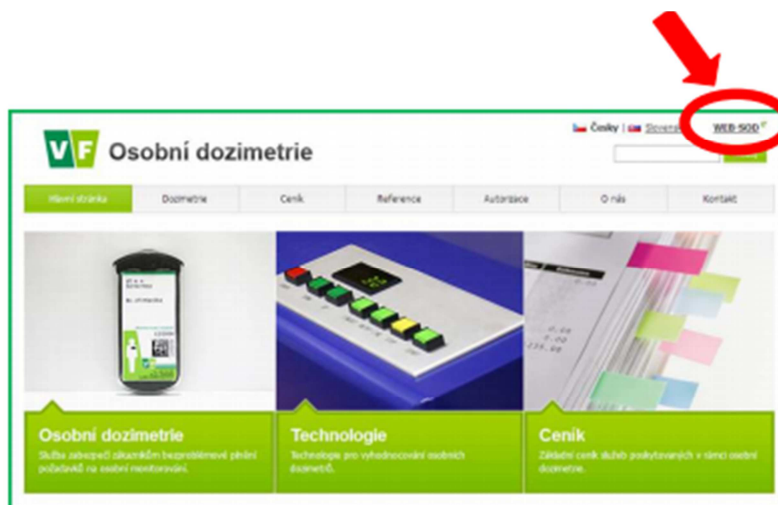 Česky | Slovensky WEB-SOD
VF Osobní dozimetrie
Hlavní stránka Dozimetrie Ceník Reference Autorizace O nás Kontakt
Osobní dozimetrie
Služba zabezpečí zákazníkům bezproblémové plnění
požadavků na osobní monitorování.
Technologie
Technologie pro vyhodnocování osobních
dozimetrů.
Ceník
Základní ceník služeb poskytovaných v rámci osobní
dozimetrie.